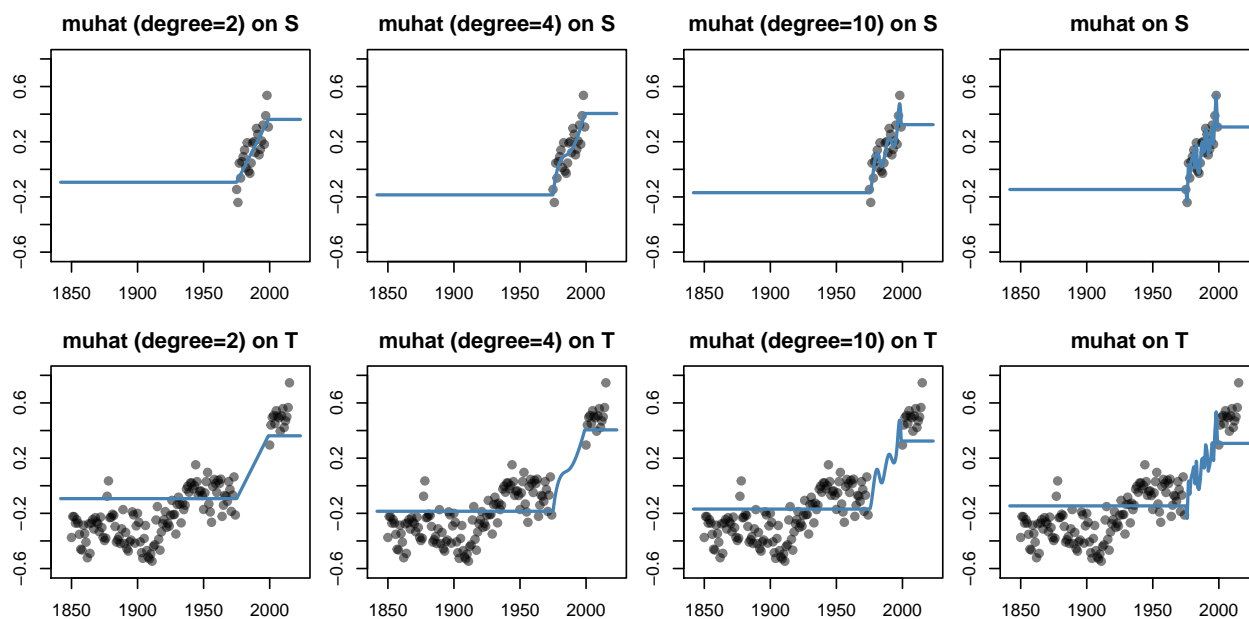 muhat (degree=2) on S
muhat (degree=4) on S
muhat (degree=10) on S
muhat on S
0.6
0.2
−0.2
−0.6
0.6
0.2
−0.2
−0.6
0.6
0.2
−0.2
−0.6
0.6
0.2
−0.2
−0.6
1850 1900 1950 2000
1850 1900 1950 2000
1850 1900 1950 2000
1850 1900 1950 2000
muhat (degree=2) on T
muhat (degree=4) on T
muhat (degree=10) on T
muhat on T
0.6
0.2
−0.2
−0.6
0.6
0.2
−0.2
−0.6
0.6
0.2
−0.2
−0.6
0.6
0.2
−0.2
−0.6
1850 1900 1950 2000
1850 1900 1950 2000
1850 1900 1950 2000
1850 1900 1950 2000